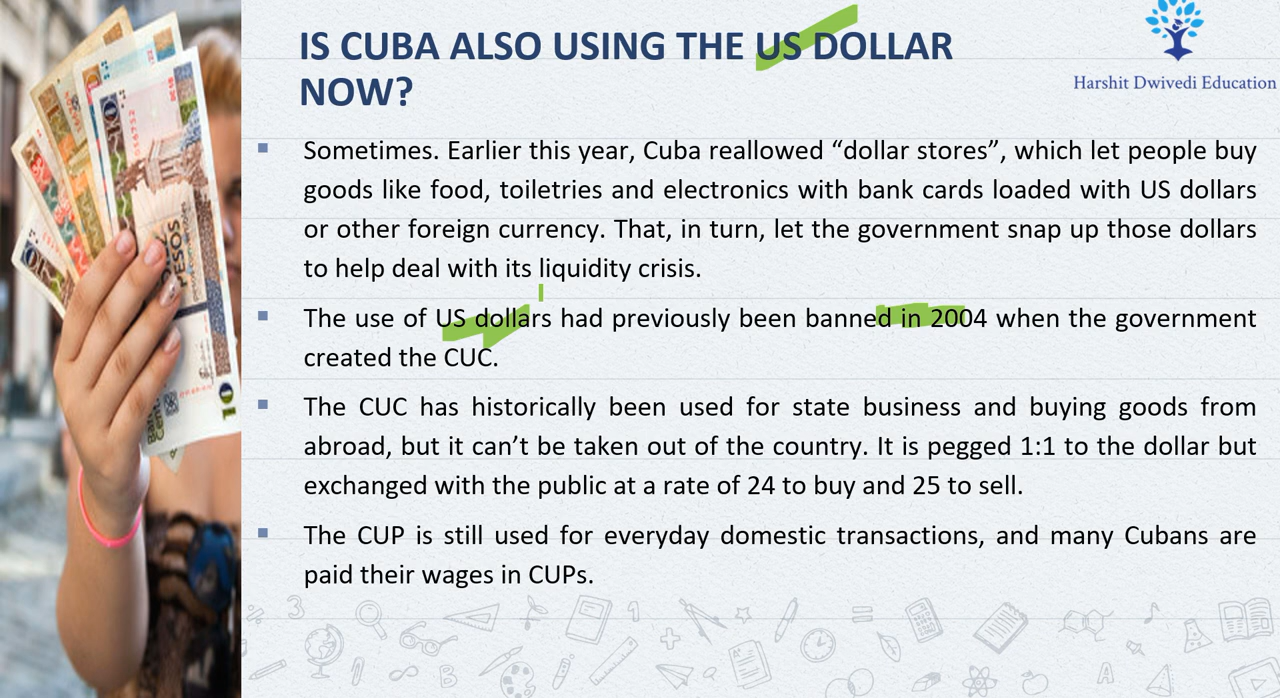 IS CUBA ALSO USING THE US DOLLAR
NOW?
Harshit Dwivedi Education
Sometimes. Earlier this year, Cuba reallowed “dollar stores”, which let people buy
goods like food, toiletries and electronics with bank cards loaded with US dollars
or other foreign currency. That, in turn, let the government snap up those dollars
to help deal with its liquidity crisis.
The use of US dollars had previously been banned in 2004 when the government
created the CUC.
The CUC has historically been used for state business and buying goods from
abroad, but it can’t be taken out of the country. It is pegged 1:1 to the dollar but
exchanged with the public at a rate of 24 to buy and 25 to sell.
The CUP is still used for everyday domestic transactions, and many Cubans are
paid their wages in CUPs.
PESOS
10